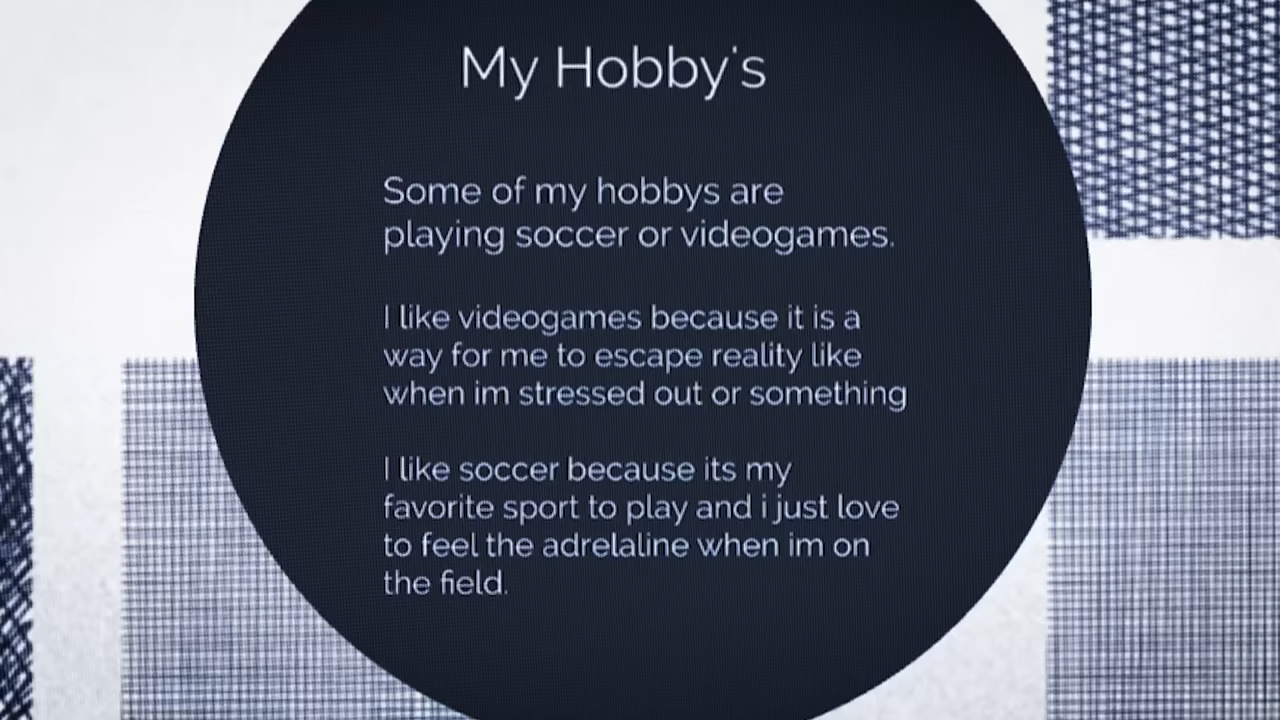 My Hobby's
Some of my hobbys are
playing soccer or videogames.
I like videogames because it is a
way for me to escape reality like
when im stressed out or something
I like soccer because its my
favorite sport to play and i just love
to feel the adrelaline when im on
the field.